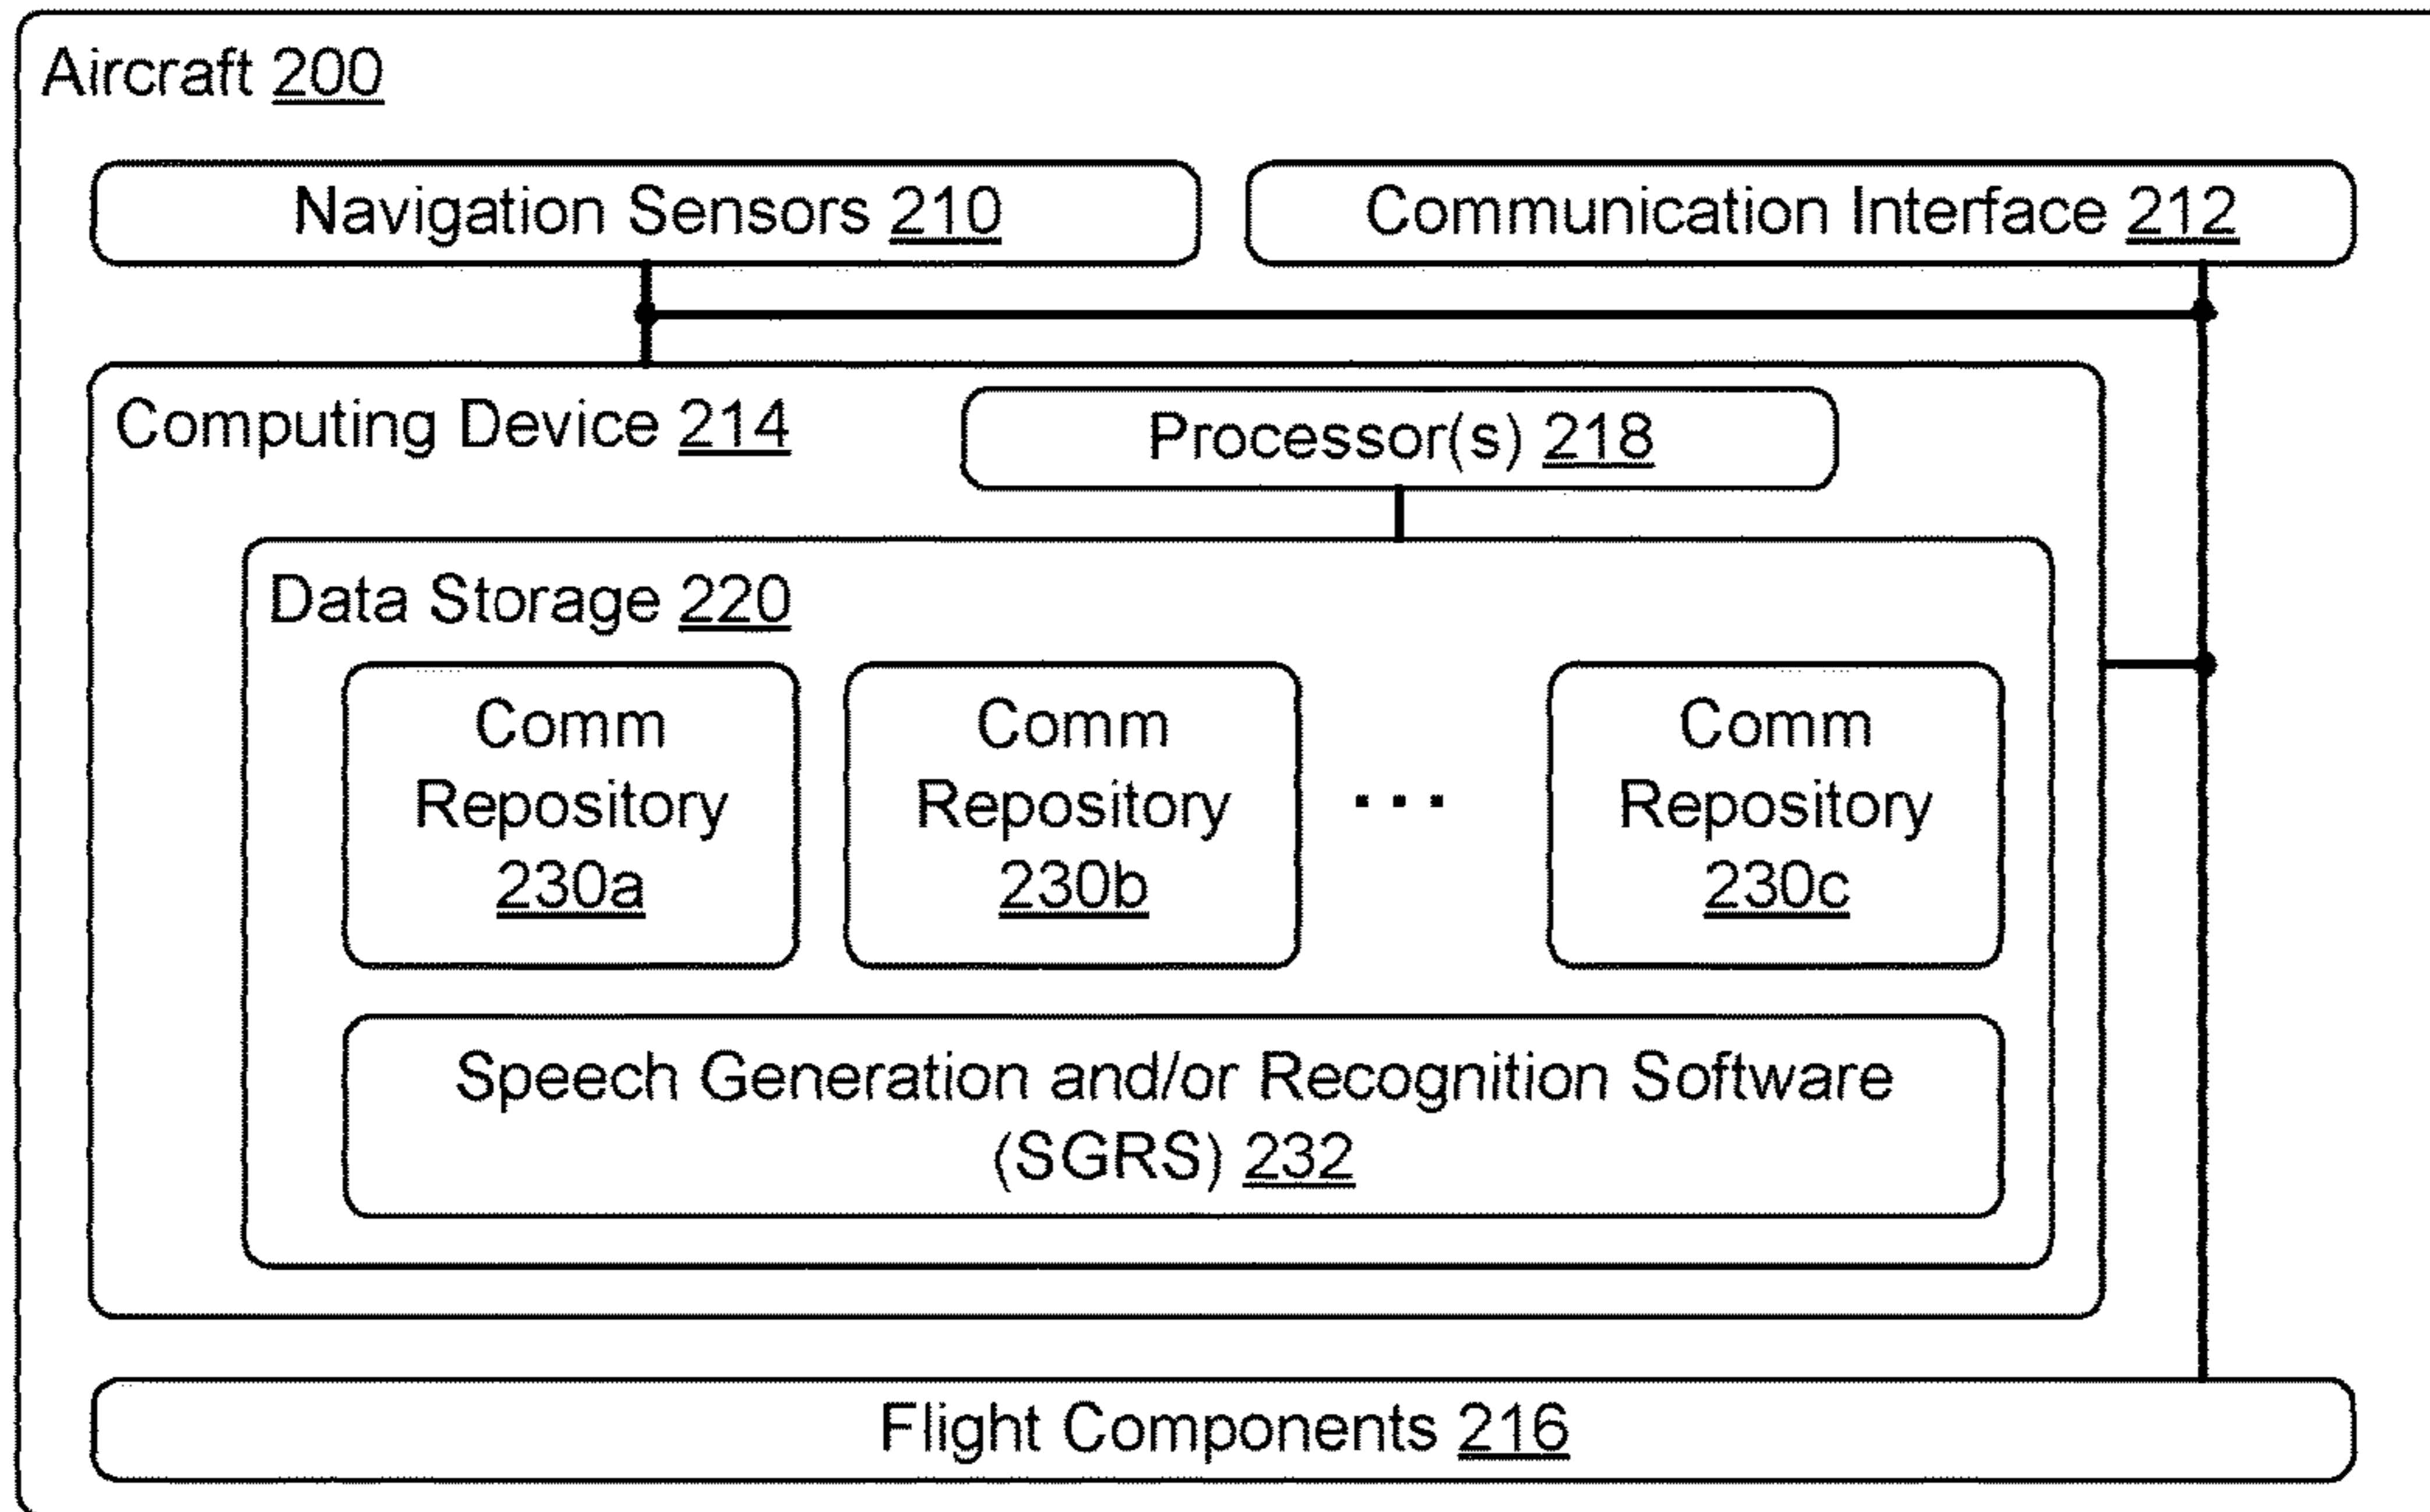 Aircraft 200
Navigation Sensors 210
Communication Interface 212
Computing Device 214
Processor(s) 218
Data Storage 220
Comm
Repository
230a
Comm
Repository
230b
...
Comm
Repository
230c
Speech Generation and/or Recognition Software
(SGRS) 232
Flight Components 216